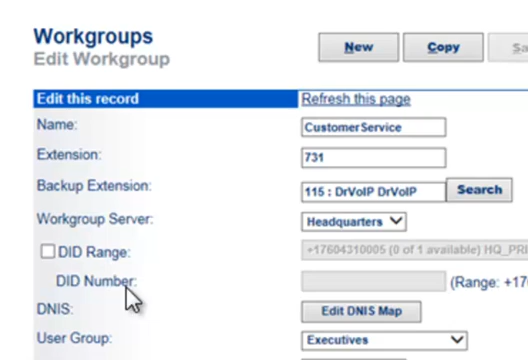 Workgroups
Edit Workgroup
New Copy
Edit this record Refresh this page
Name: CustomerService
Extension: 731
Backup Extension: 115 : DrVoIP DrVoIP Search
Workgroup Server: Headquarters
DID Range: +17604310005 (0 of 1 available) HQ_PRI
DID Number: (Range: +17
DNIS: Edit DNIS Map
User Group: Executives